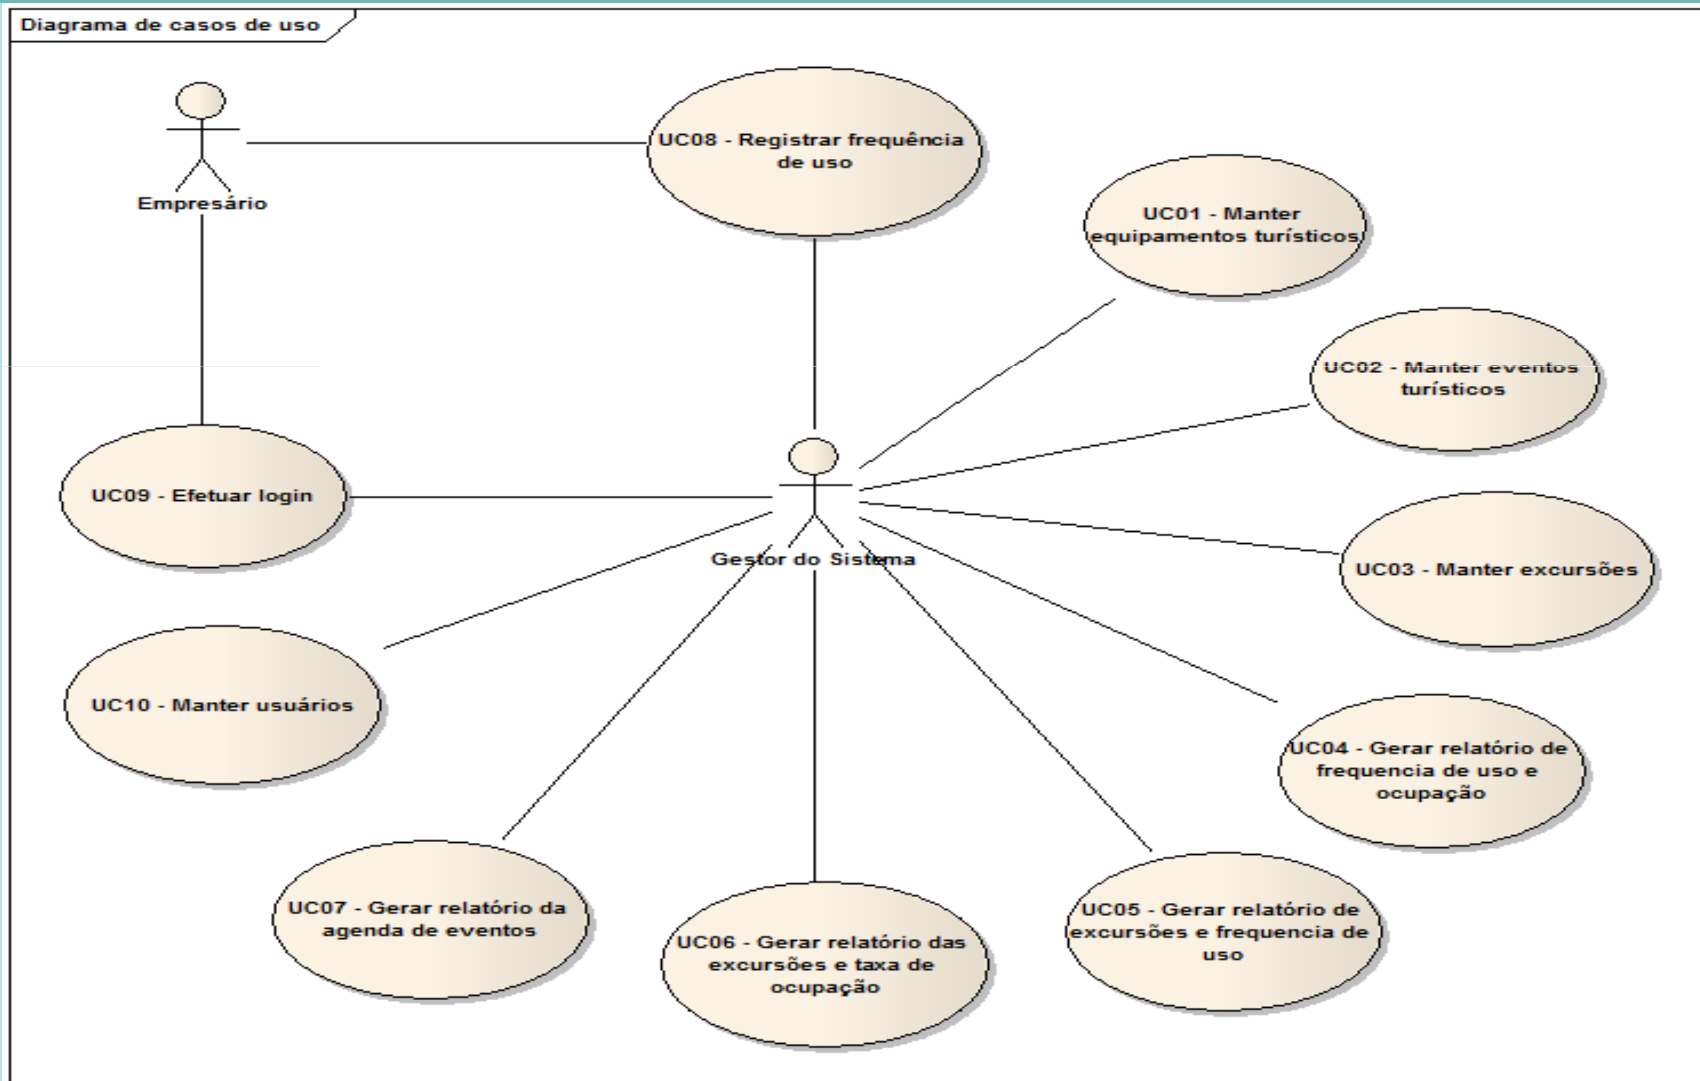 Diagrama de casos de uso
Empresário
UC08 - Registrar frequência
de uso
UC01 - Manter
equipamentos turísticos
UC02 - Manter eventos
turísticos
UC09 - Efetuar login
Gestor do Sistema
UC03 - Manter excursões
UC10 - Manter usuários
UC04 - Gerar relatório de
frequencia de uso e
ocupação
UC07 - Gerar relatório da
agenda de eventos
UC06 - Gerar relatório das
excursões e taxa de
ocupação
UC05 - Gerar relatório de
excursões e frequencia de
uso